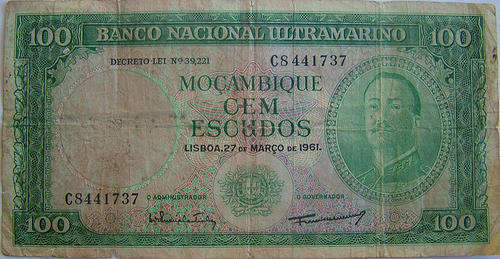 100 BANCO NACIONAL ULTRAMARINO 100
DECRETO LEI Nº 39,221 C8441737
MOÇAMBIQUE
CEM
ESCUDOS
LISBOA, 27 DE MARÇO DE 1961.
C8441737 O ADMINISTRADOR O GOVERNADOR
100 100